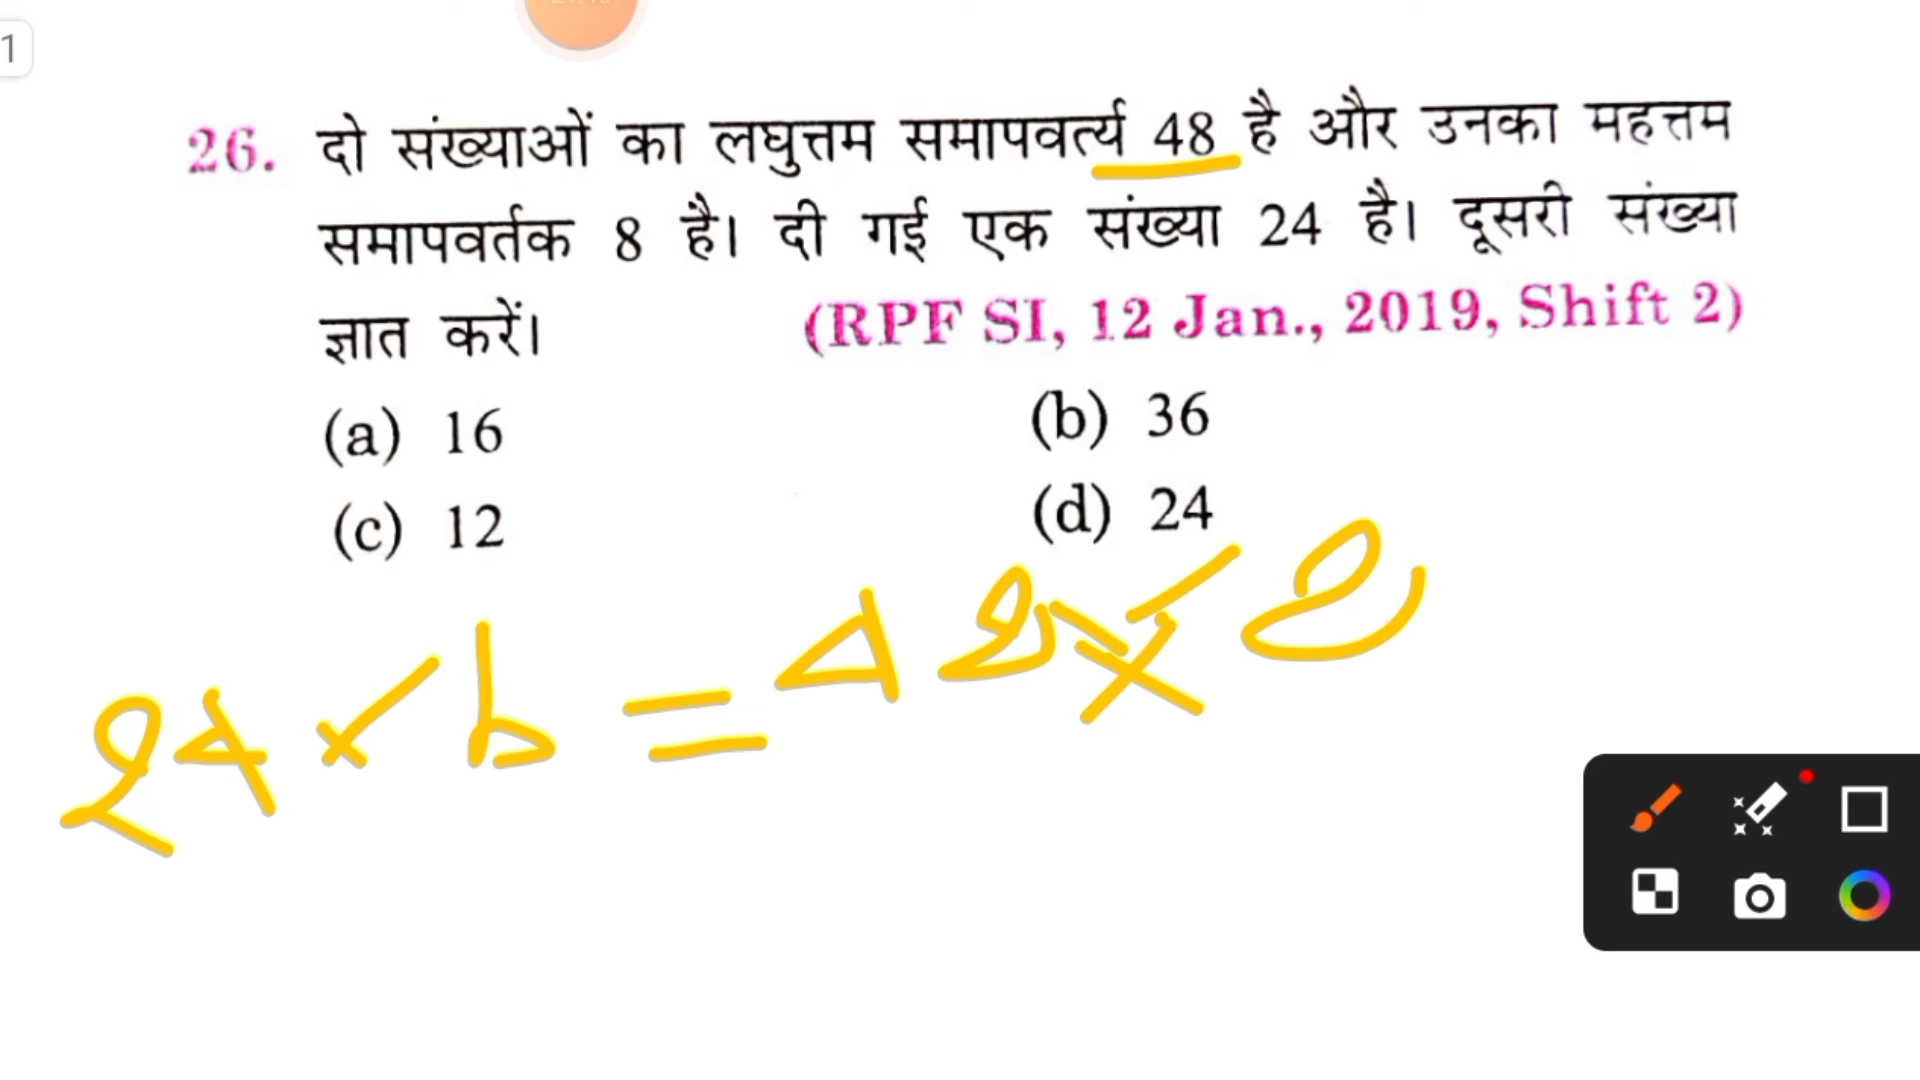 1
26. दो संख्याओं का लघुत्तम समापवर्त्य 48 है और उनका महत्तम
समापवर्तक 8 है। दी गई एक संख्या 24 है। दूसरी संख्या
ज्ञात करें। (RPF SI, 12 Jan., 2019, Shift 2)
(a) 16 (b) 36
(c) 12 (d) 24
24 × b = 48 × 8